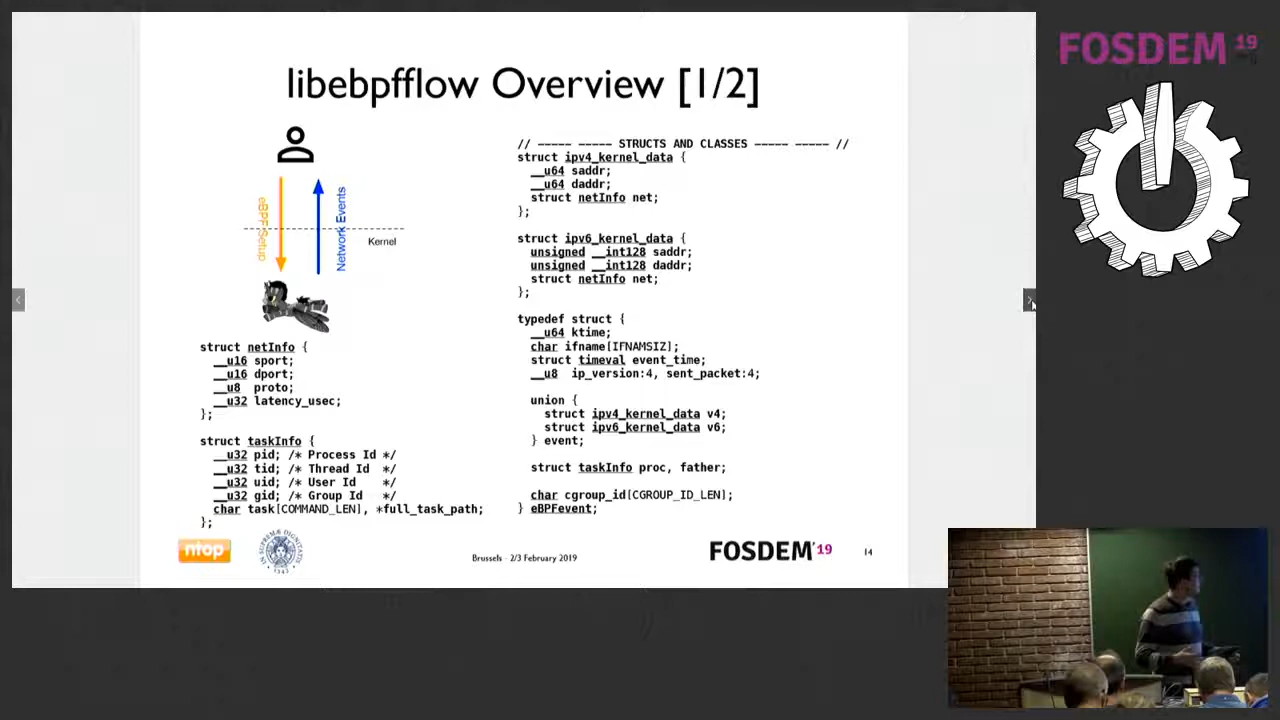 libebpfflow Overview [1/2]
eBPF Setup
Network Events
Kernel
struct netInfo {
__u16 sport;
__u16 dport;
__u8 proto;
__u32 latency_usec;
};
struct taskInfo {
__u32 pid; /* Process Id */
__u32 tid; /* Thread Id */
__u32 uid; /* User Id */
__u32 gid; /* Group Id */
char task[COMMAND_LEN], *full_task_path;
};
// ----- ----- STRUCTS AND CLASSES ----- ----- //
struct ipv4_kernel_data {
__u64 saddr;
__u64 daddr;
struct netInfo net;
};
struct ipv6_kernel_data {
unsigned __int128 saddr;
unsigned __int128 daddr;
struct netInfo net;
};
typedef struct {
__u64 ktime;
char ifname[IFNAMSIZ];
struct timeval event_time;
__u8 ip_version:4, sent_packet:4;
union {
struct ipv4_kernel_data v4;
struct ipv6_kernel_data v6;
} event;
struct taskInfo proc, father;
char cgroup_id[CGROUP_ID_LEN];
} eBPFevent;
ntop
Brussels - 2/3 February 2019
FOSDEM'19
14
FOSDEM 19